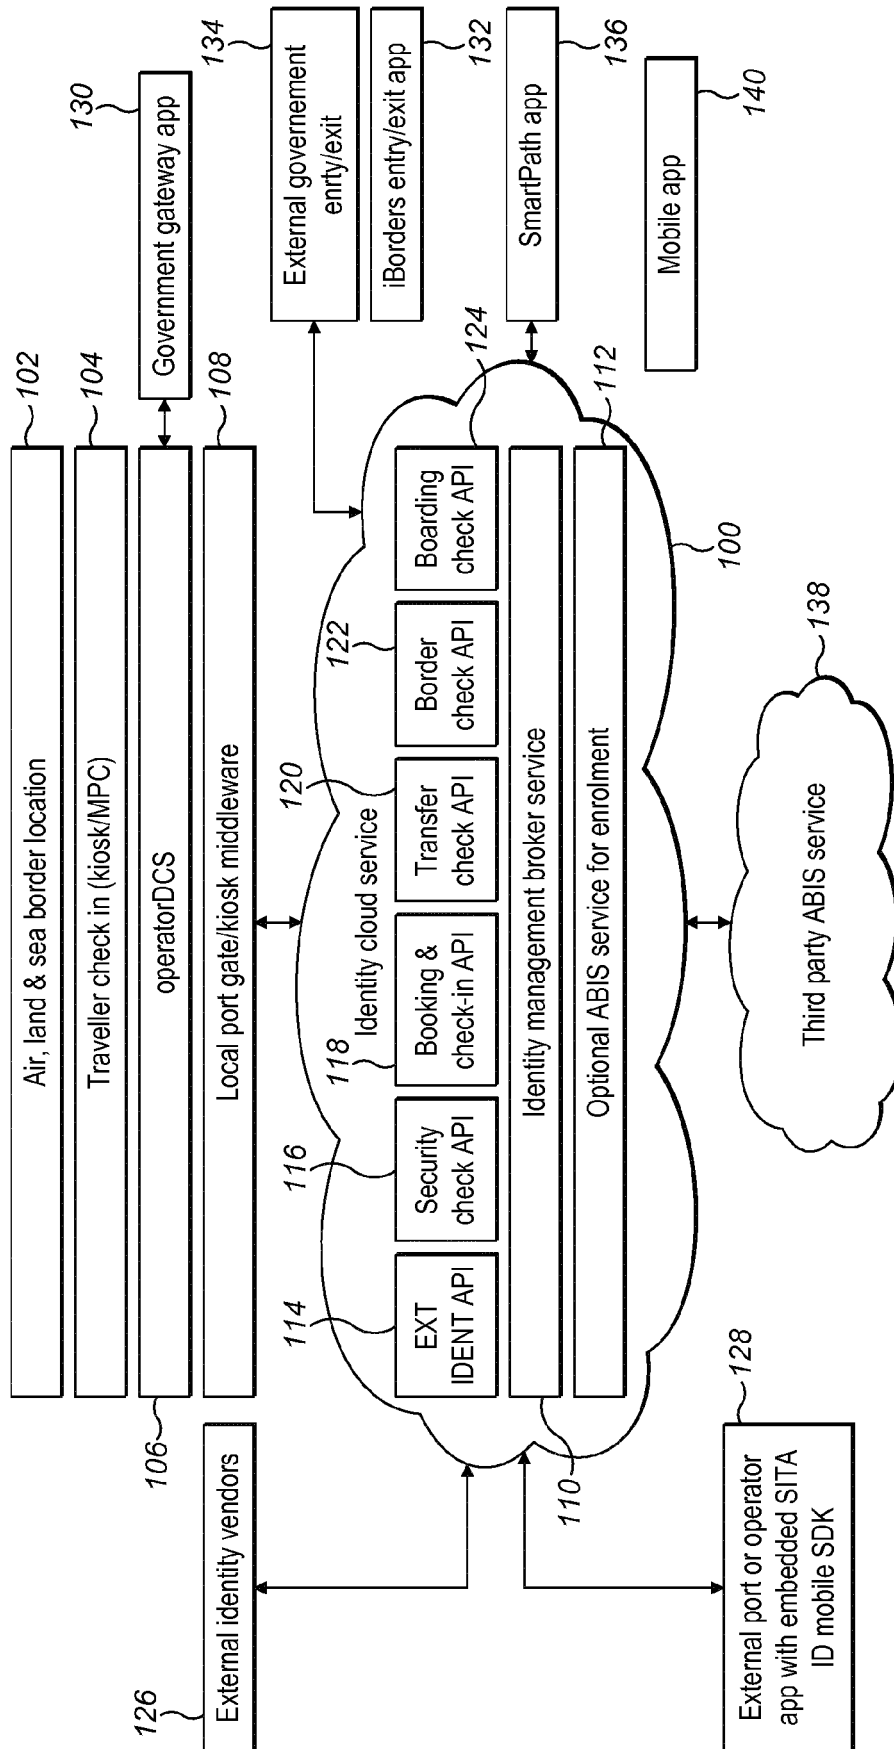 102
Air, land & sea border location
104
Traveller check in (kiosk/MPC)
106
operatorDCS
130
Government gateway app
108
Local port gate/kiosk middleware
126
External identity vendors
134
External governement
enrty/exit
132
iBorders entry/exit app
136
SmartPath app
140
Mobile app
Identity cloud service
114
EXT
IDENT API
116
Security
check API
118
Booking &
check-in API
120
Transfer
check API
122
Border
check API
124
Boarding
check API
110
Identity management broker service
112
Optional ABIS service for enrolment
100
128
External port or operator
app with embedded SITA
ID mobile SDK
138
Third party ABIS service